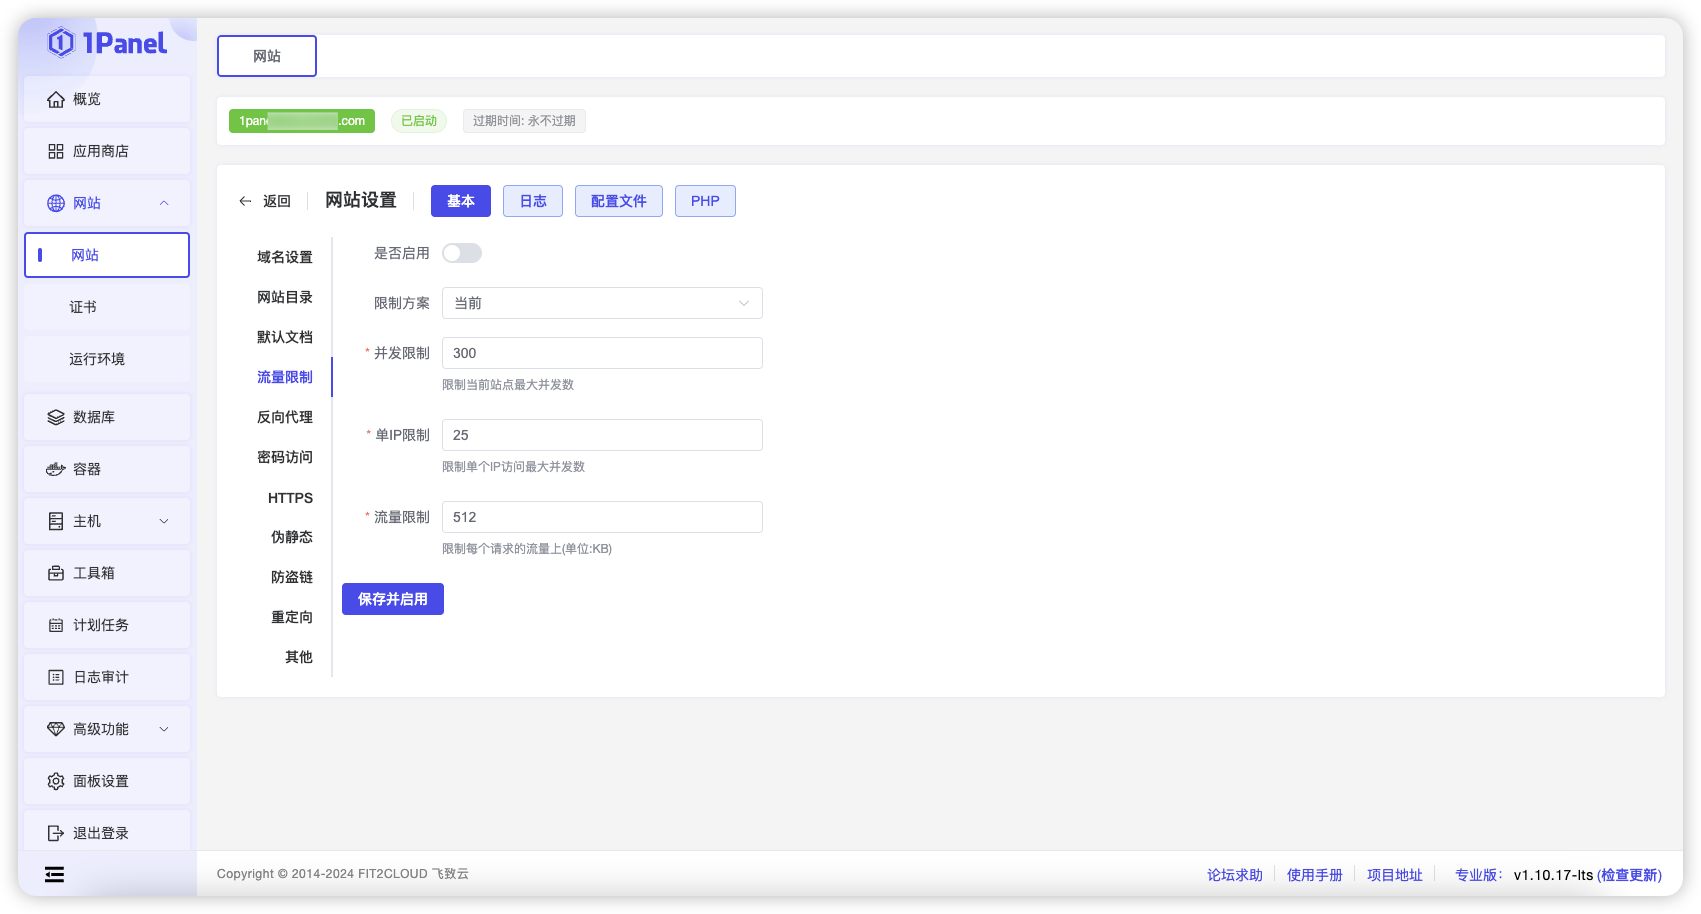 1Panel
概览
应用商店
网站
网站
证书
运行环境
数据库
容器
主机
工具箱
计划任务
日志审计
高级功能
面板设置
退出登录
网站
.com 已启动 过期时间: 永不过期
返回 网站设置 基本 日志 配置文件 PHP
域名设置
网站目录
默认文档
流量限制
反向代理
密码访问
HTTPS
伪静态
防盗链
重定向
其他
是否启用
限制方案 当前
* 并发限制 300
限制当前站点最大并发数
* 单IP限制 25
限制单个IP访问最大并发数
* 流量限制 512
限制每个请求的流量上(单位:KB)
保存并启用
Copyright © 2014-2024 FIT2CLOUD 飞致云
论坛求助 使用手册 项目地址 专业版: v1.10.17-lts (检查更新)